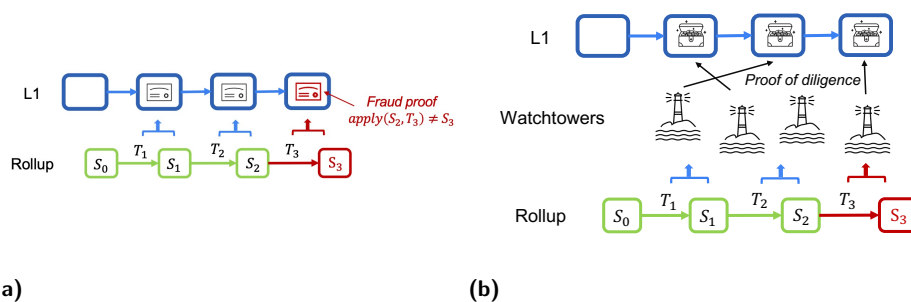 L1
Fraud proof
apply(S₂, T₃) ≠ S₃
T₁ T₂ T₃
Rollup S₀ S₁ S₂ S₃
a)
L1
Proof of diligence
Watchtowers
T₁ T₂ T₃
Rollup S₀ S₁ S₂ S₃
(b)